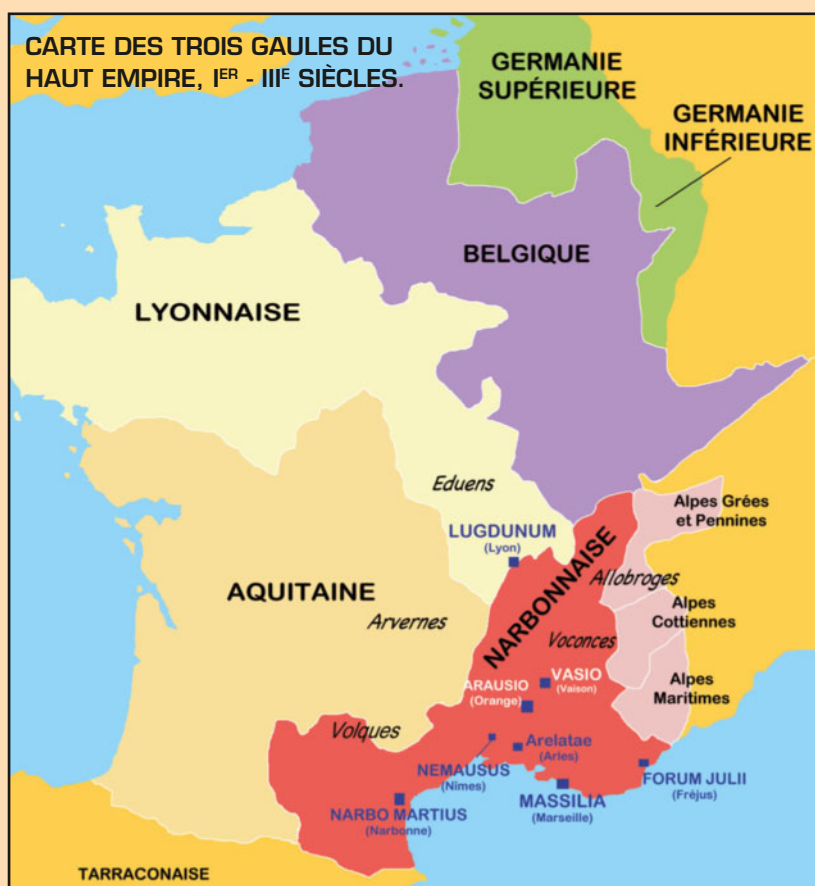 CARTE DES TROIS GAULES DU
HAUT EMPIRE, IER - IIIE SIÈCLES.
GERMANIE
SUPÉRIEURE
GERMANIE
INFÉRIEURE
BELGIQUE
LYONNAISE
Eduens
LUGDUNUM
(Lyon)
Alpes Grées
et Pennines
NARBONNAISE
Allobroges
AQUITAINE
Arvernes
Alpes
Cottiennes
Voconces
VASIO
(Vaison)
ARAUSIO
(Orange)
Alpes
Maritimes
Volques
Arelatae
(Arles)
NEMAUSUS
(Nimes)
FORUM JULII
(Fréjus)
NARBO MARTIUS
(Narbonne)
MASSILIA
(Marseille)
TARRACONAISE